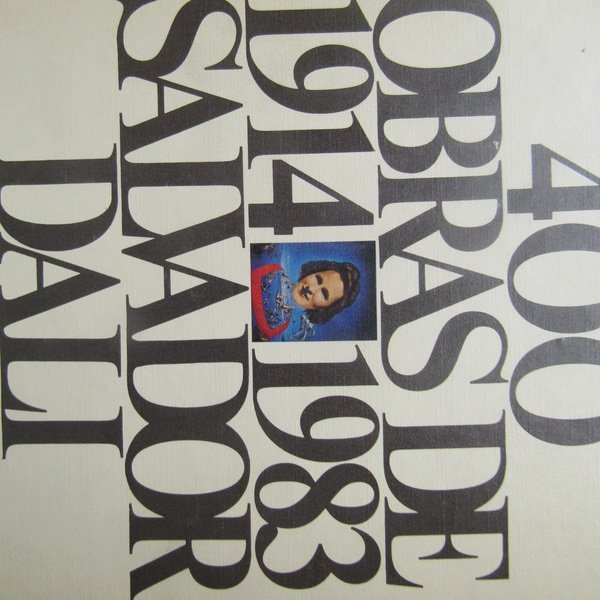 400
OBRAS DE
1914 1983
SALVADOR
DALI